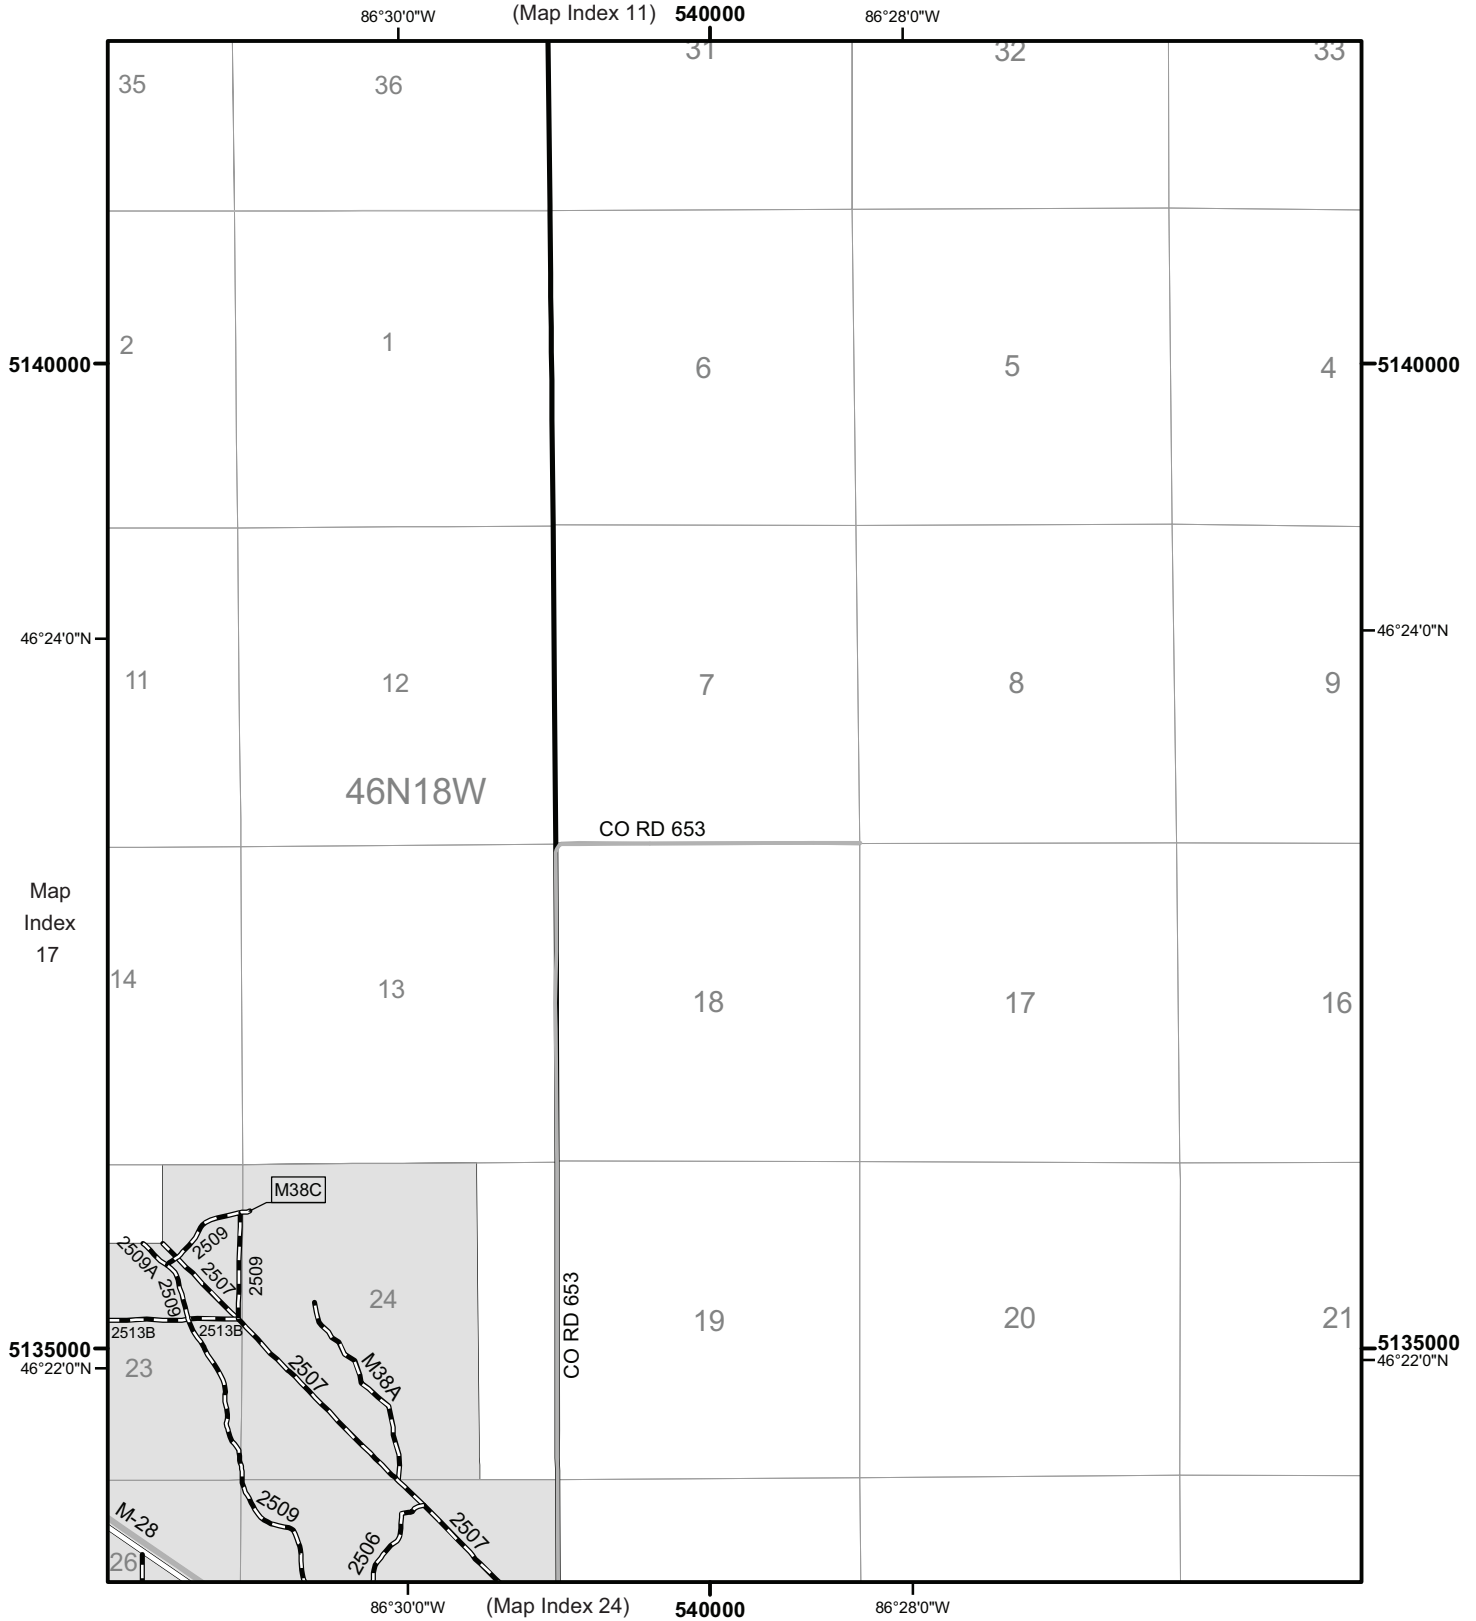 86°30'0"W (Map Index 11) 540000 86°28'0"W
31 32 33
35 36
2 1 6 5 4
5140000 5140000
46°24'0"N 46°24'0"N
11 12 7 8 9
46N18W
CO RD 653
Map
Index
17
14 13 18 17 16
M38C
2509
2509A
2507
2509
2509
24
19 20 21
CO RD 653
2513B 2513B
5135000 5135000
46°22'0"N 46°22'0"N
23
2507
M38A
2509
M-28
2506
2507
26
86°30'0"W (Map Index 24) 540000 86°28'0"W